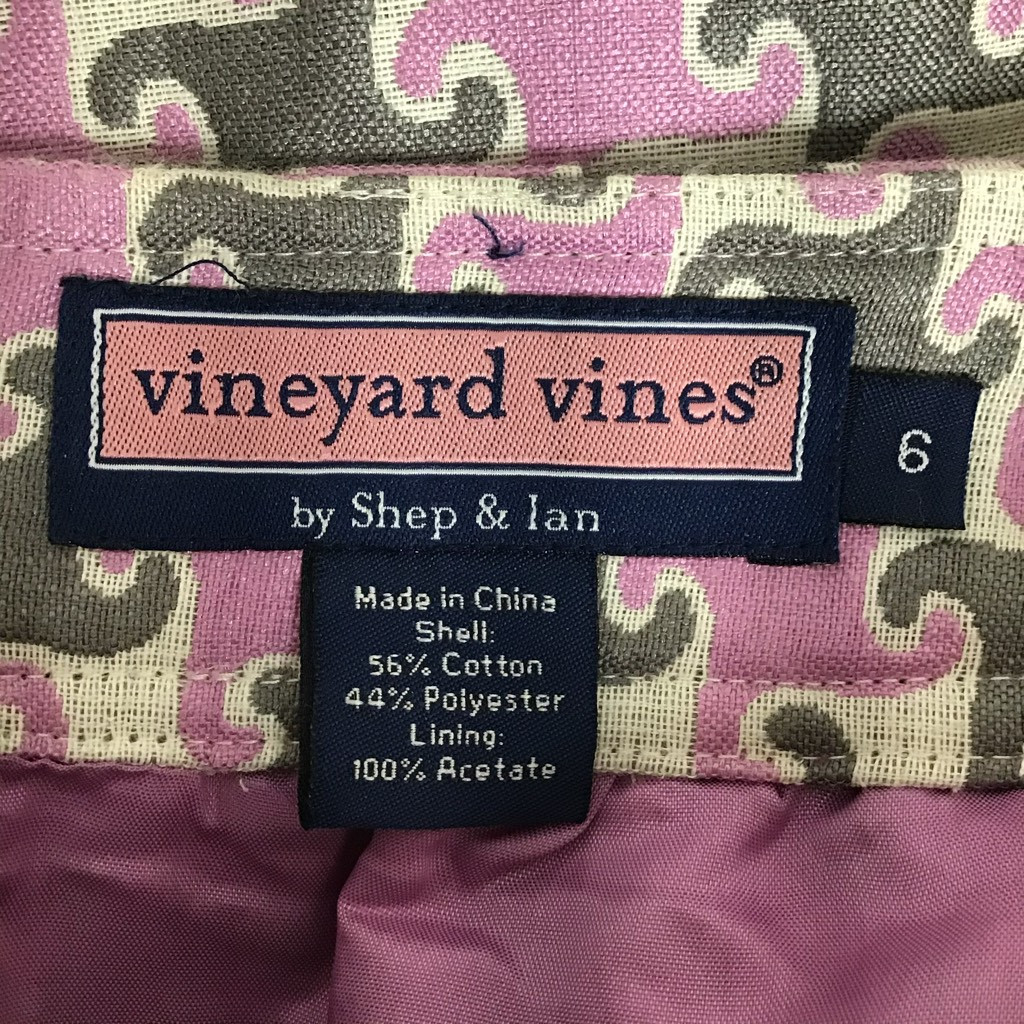 vineyard vines®
by Shep & Ian
6
Made in China
Shell:
56% Cotton
44% Polyester
Lining:
100% Acetate